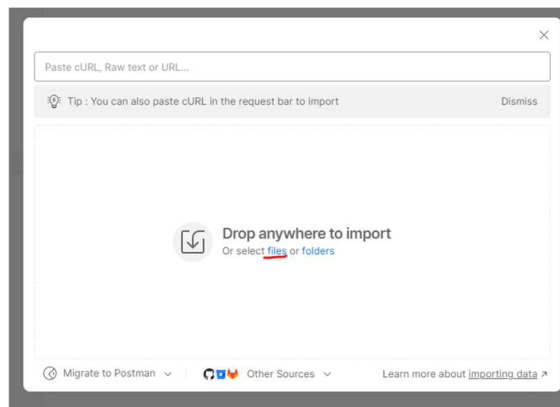 Paste cURL, Raw text or URL...
Tip : You can also paste cURL in the request bar to import Dismiss
Drop anywhere to import
Or select files or folders
Migrate to Postman Other Sources Learn more about importing data